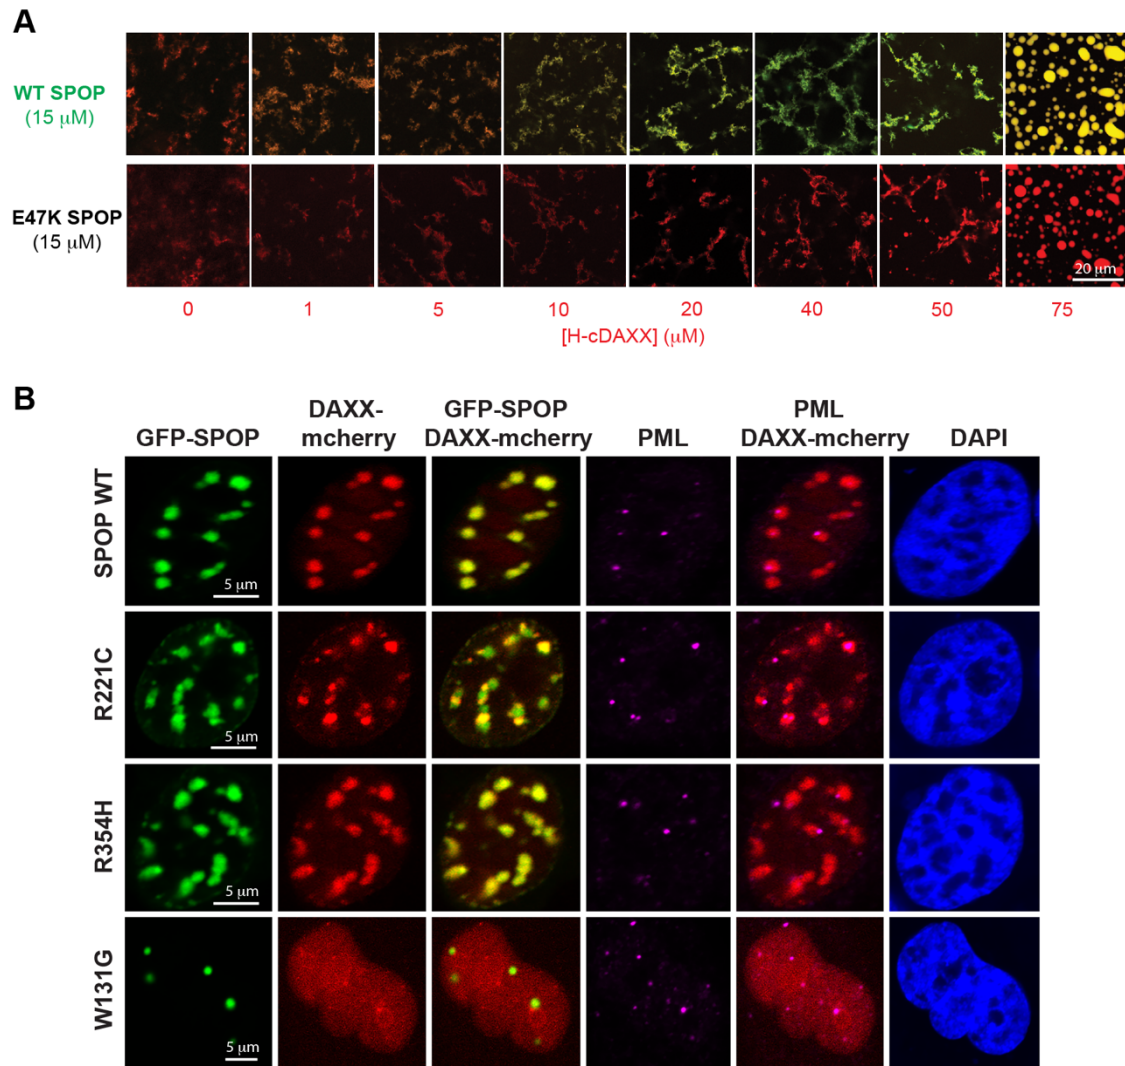 A
WT SPOP
(15 μM)
E47K SPOP
(15 μM)
20 μm
0 1 5 10 20 40 50 75
[H-cDAXX] (μM)
B
GFP-SPOP
DAXX-
mcherry
GFP-SPOP
DAXX-mcherry
PML
PML
DAXX-mcherry
DAPI
SPOP WT
5 μm
R221C
5 μm
R354H
5 μm
W131G
5 μm